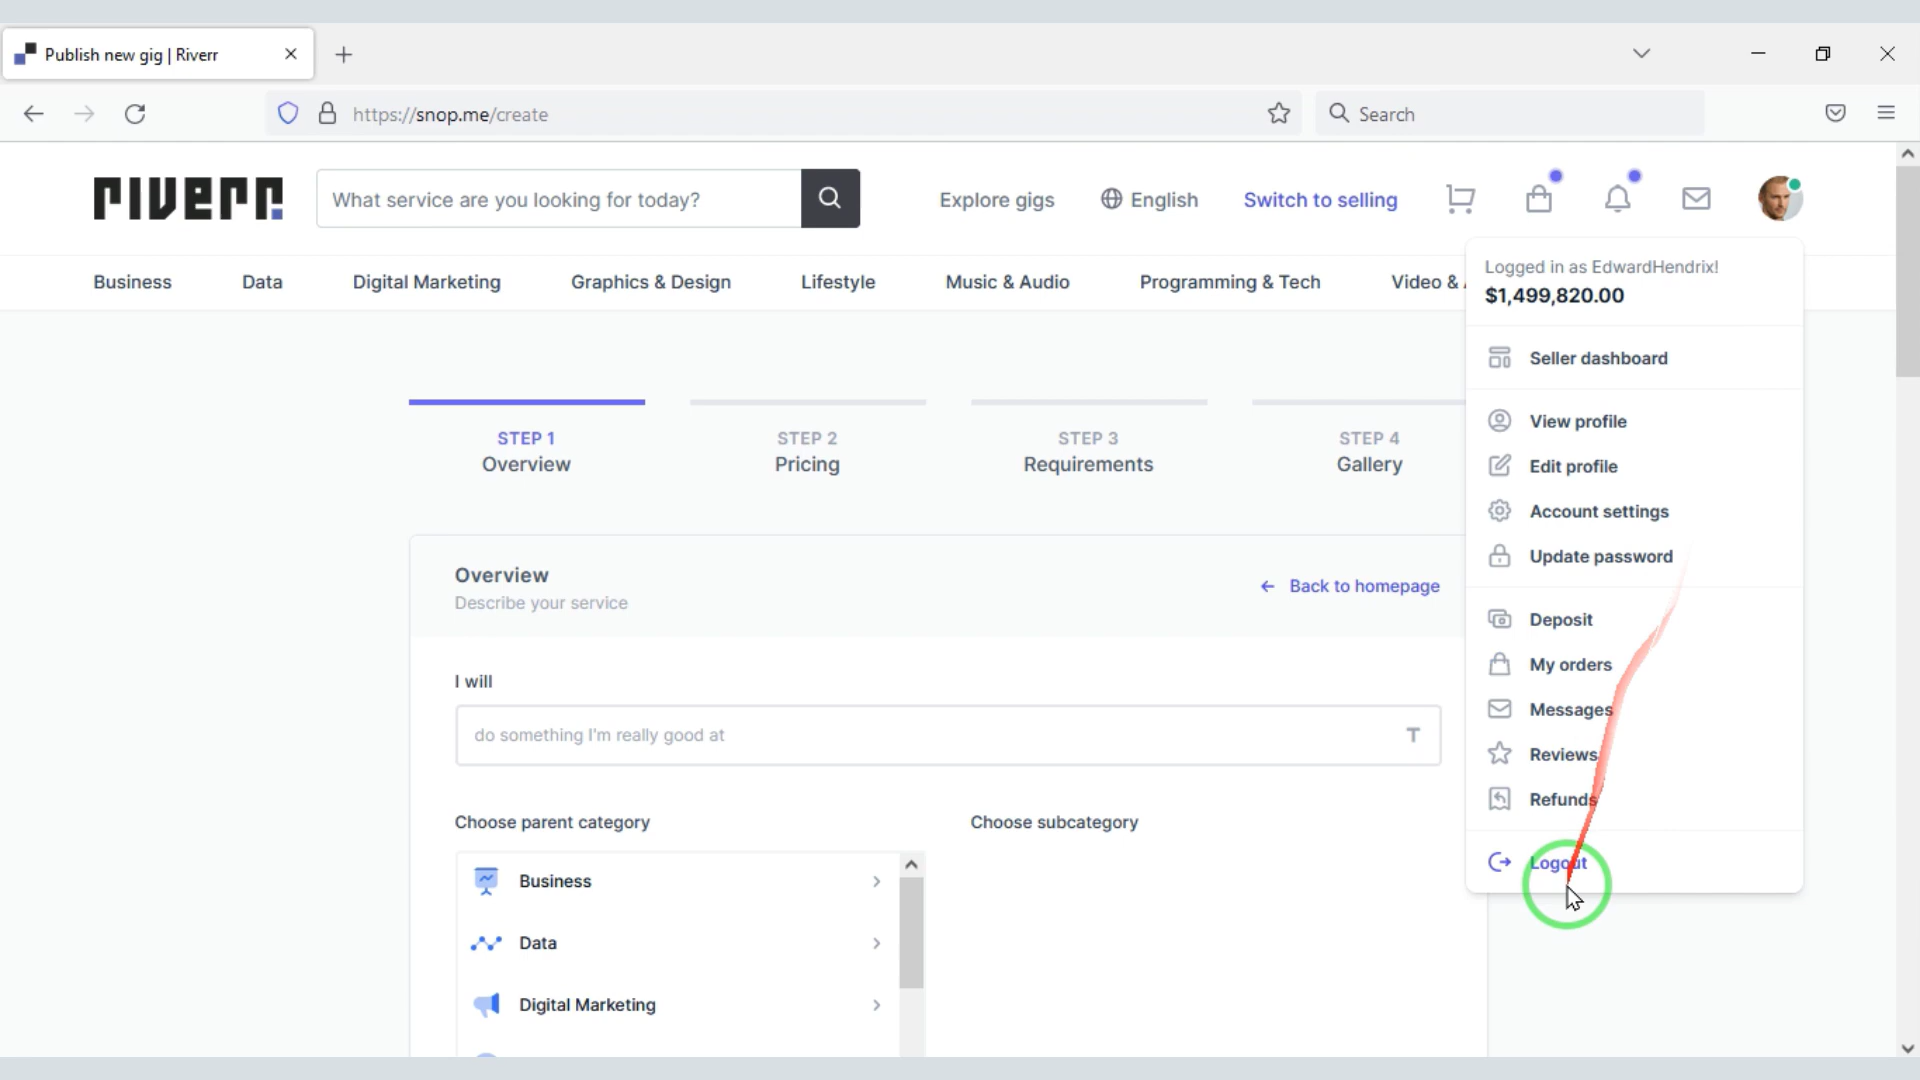 Publish new gig | Riverr
https://snop.me/create
Search
riverr.
What service are you looking for today?
Explore gigs
English
Switch to selling
Business
Data
Digital Marketing
Graphics & Design
Lifestyle
Music & Audio
Programming & Tech
Video &
Logged in as EdwardHendrix!
$1,499,820.00
Seller dashboard
View profile
Edit profile
Account settings
Update password
Deposit
My orders
Messages
Reviews
Refunds
Logout
STEP 1
Overview
STEP 2
Pricing
STEP 3
Requirements
STEP 4
Gallery
Overview
Describe your service
Back to homepage
I will
do something I'm really good at
T
Choose parent category
Choose subcategory
Business
Data
Digital Marketing